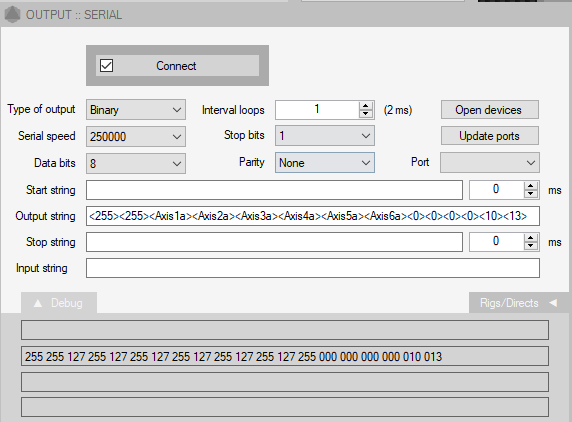 OUTPUT :: SERIAL
Connect
Type of output Binary Interval loops 1 (2 ms) Open devices
Serial speed 250000 Stop bits 1 Update ports
Data bits 8 Parity None Port
Start string 0 ms
Output string <255><255><Axis1a><Axis2a><Axis3a><Axis4a><Axis5a><Axis6a><0><0><0><0><10><13>
Stop string 0 ms
Input string
Debug Rigs/Directs
255 255 127 255 127 255 127 255 127 255 127 255 127 255 000 000 000 000 010 013